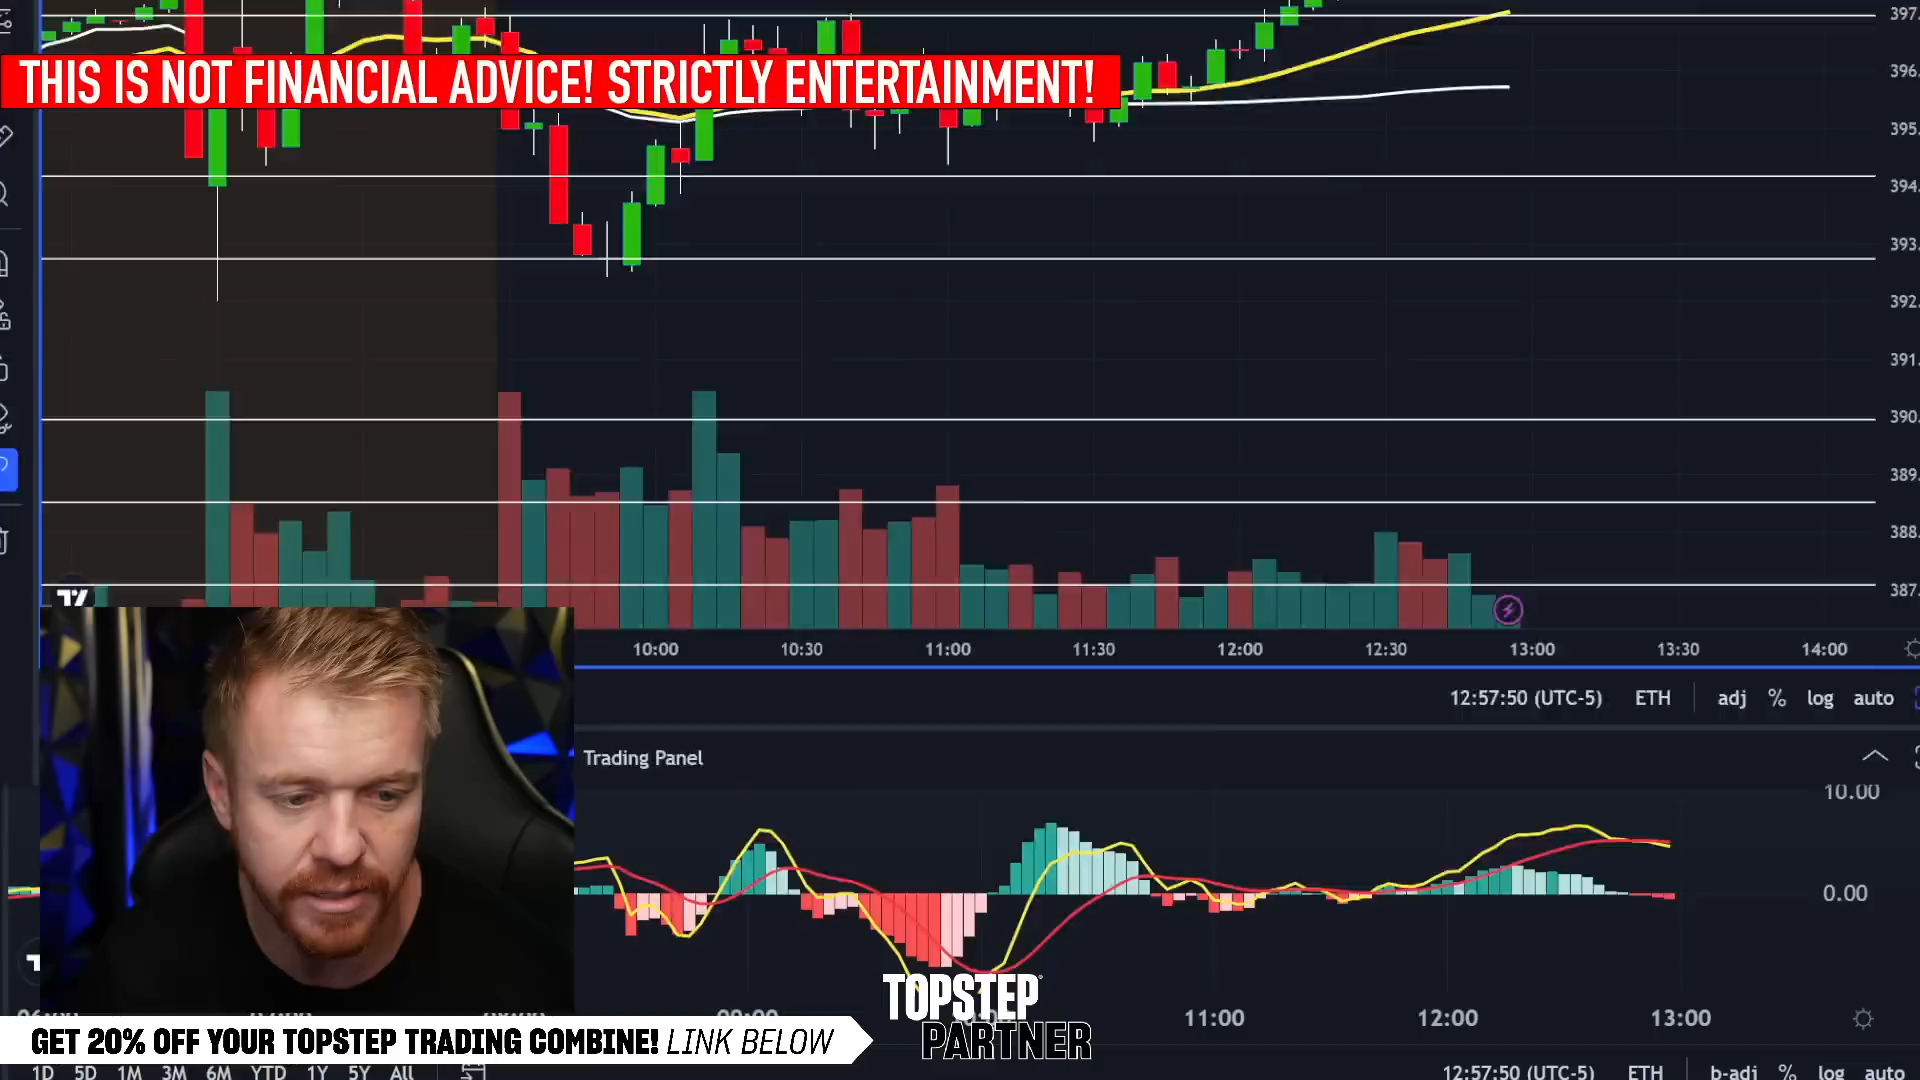 397.
THIS IS NOT FINANCIAL ADVICE! STRICTLY ENTERTAINMENT!
396.
395.
394.
393.
392.
391.
390.
389.
388.
387.
10:00 10:30 11:00 11:30 12:00 12:30 13:00 13:30 14:00
12:57:50 (UTC-5) ETH adj % log auto
Trading Panel
10.00
0.00
11:00 12:00 13:00
TOPSTEP
PARTNER
GET 20% OFF YOUR TOPSTEP TRADING COMBINE! LINK BELOW
1D 5D 1M 3M 6M YTD 1Y 5Y All
12:57:50 (UTC-5) ETH b-adj % log auto